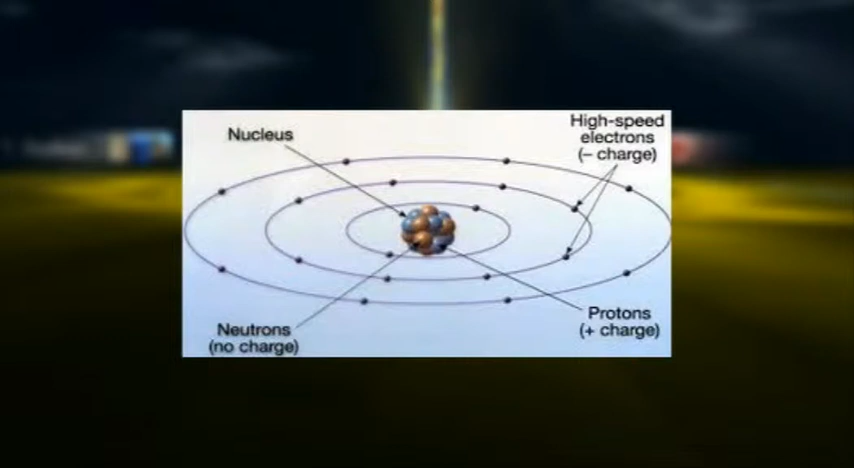 Nucleus
High-speed
electrons
(– charge)
Neutrons
(no charge)
Protons
(+ charge)